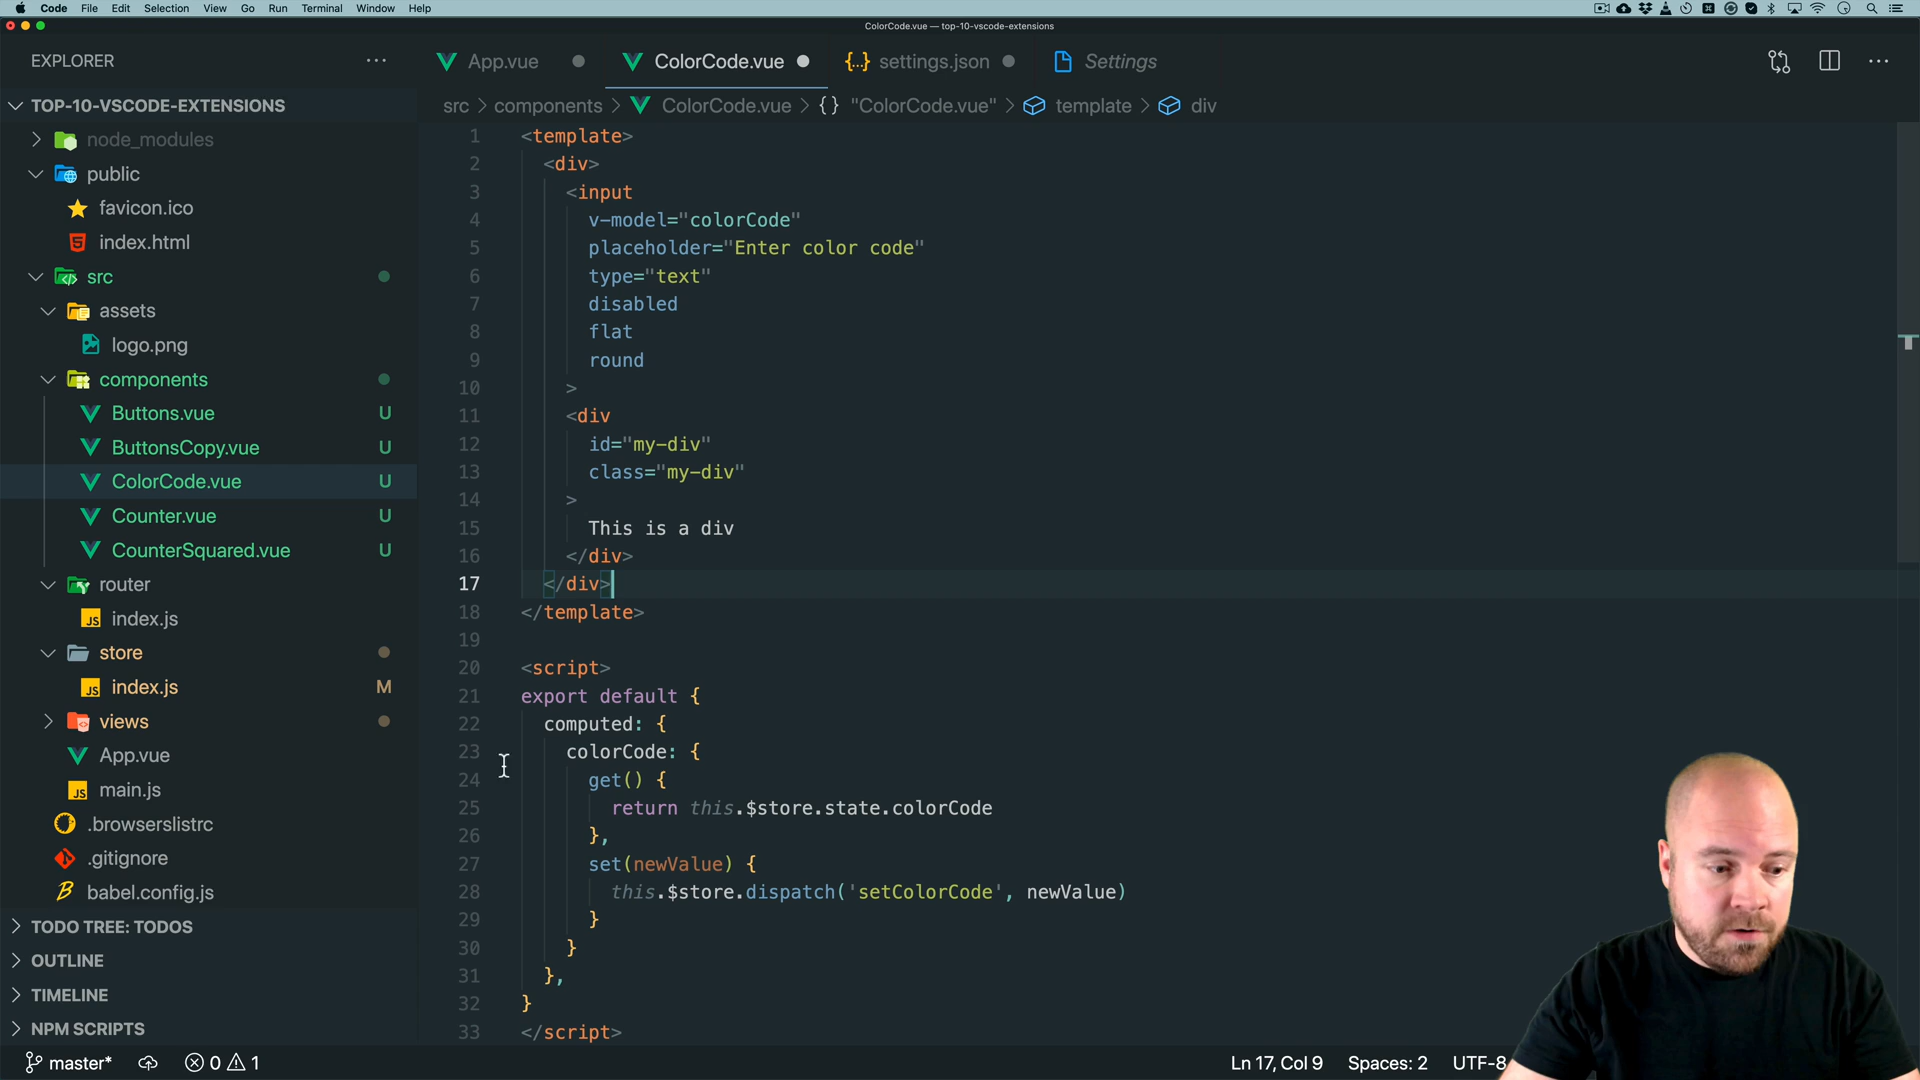 Code File Edit Selection View Go Run Terminal Window Help
ColorCode.vue — top-10-vscode-extensions
EXPLORER
App.vue ColorCode.vue settings.json Settings
TOP-10-VSCODE-EXTENSIONS
src > components > ColorCode.vue > {} "ColorCode.vue" > template > div
node_modules
public
favicon.ico
index.html
src
assets
logo.png
components
Buttons.vue U
ButtonsCopy.vue U
ColorCode.vue U
Counter.vue U
CounterSquared.vue U
router
JS index.js
store
JS index.js M
views
App.vue
JS main.js
.browserslistrc
.gitignore
babel.config.js
TODO TREE: TODOS
OUTLINE
TIMELINE
NPM SCRIPTS
1 <template>
2 <div>
3 <input
4 v-model="colorCode"
5 placeholder="Enter color code"
6 type="text"
7 disabled
8 flat
9 round
10 >
11 <div
12 id="my-div"
13 class="my-div"
14 >
15 This is a div
16 </div>
17 </div>
18 </template>
19
20 <script>
21 export default {
22 computed: {
23 colorCode: {
24 get() {
25 return this.$store.state.colorCode
26 },
27 set(newValue) {
28 this.$store.dispatch('setColorCode', newValue)
29 }
30 }
31 },
32 }
33 </script>
master* 0 1 Ln 17, Col 9 Spaces: 2 UTF-8